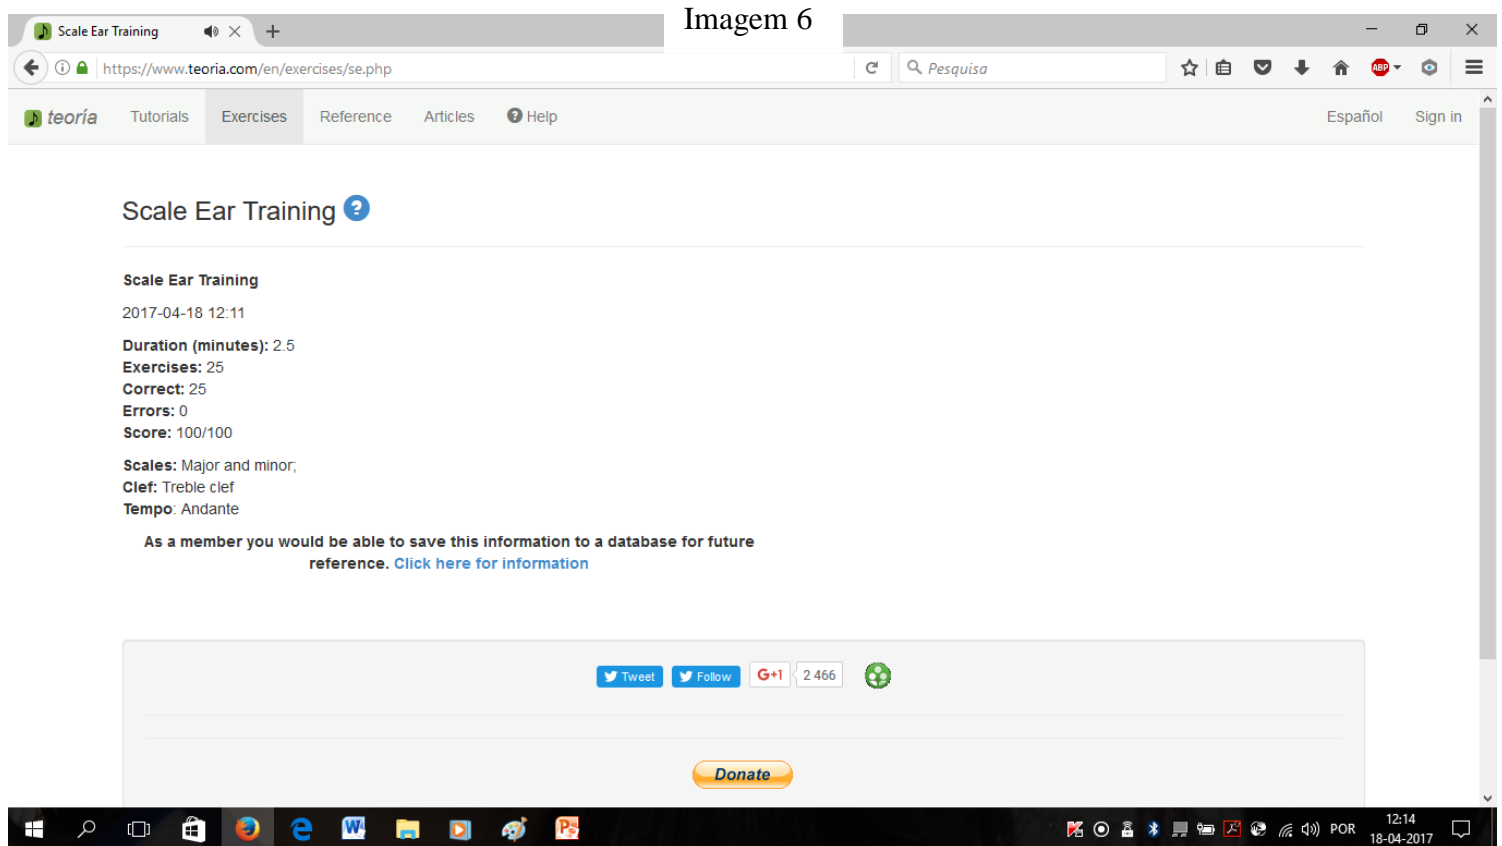 Imagem 6
Scale Ear Training
https://www.teoria.com/en/exercises/se.php
Pesquisa
ABP
teoría Tutorials Exercises Reference Articles Help Español Sign in
Scale Ear Training
Scale Ear Training
2017-04-18 12:11
Duration (minutes): 2.5
Exercises: 25
Correct: 25
Errors: 0
Score: 100/100
Scales: Major and minor;
Clef: Treble clef
Tempo: Andante
As a member you would be able to save this information to a database for future
reference. Click here for information
Tweet Follow G+1 2 466
Donate
POR
12:14
18-04-2017